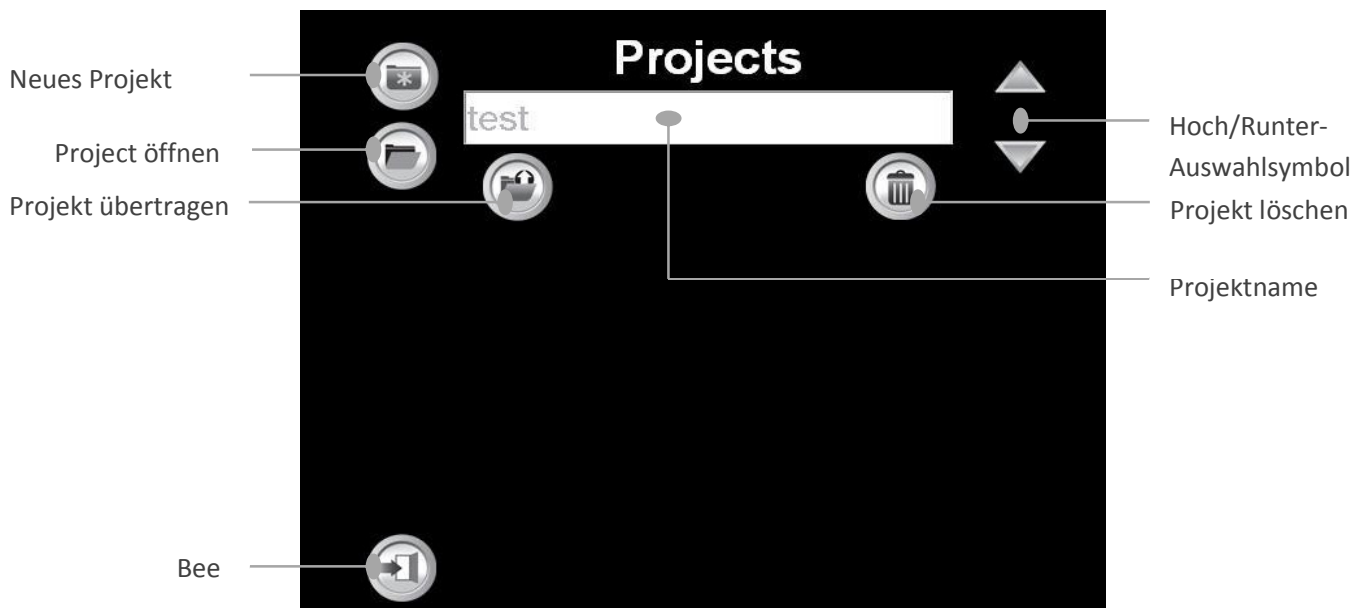 Projects
Neues Projekt
test
Hoch/Runter-
Auswahlsymbol
Project öffnen
Projekt übertragen
Projekt löschen
Projektname
Bee